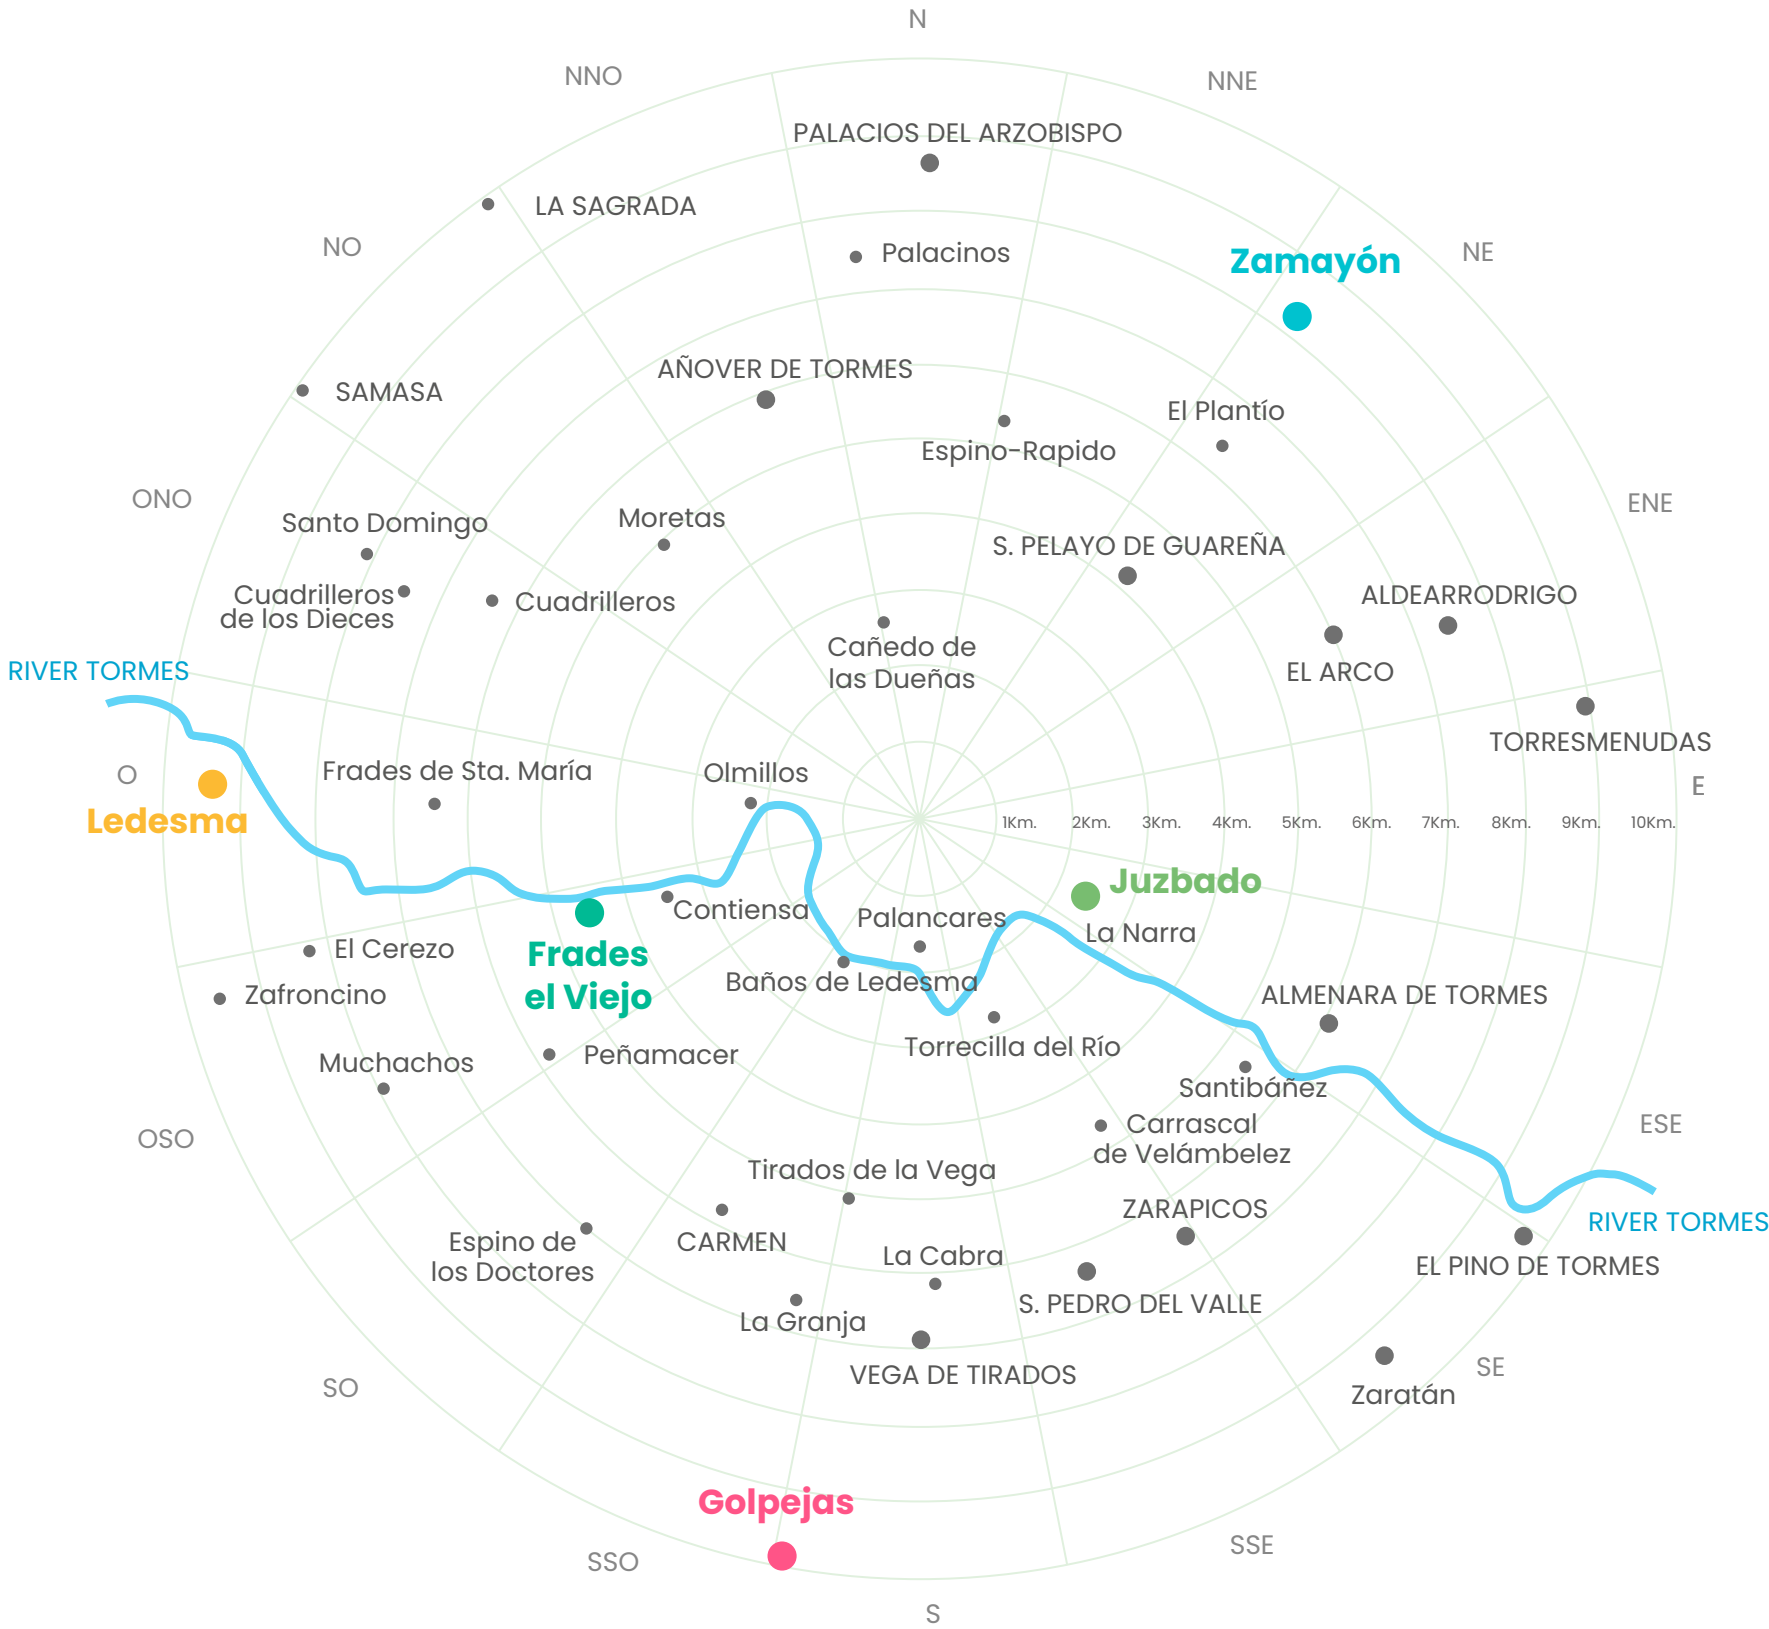 N
NNO
NNE
PALACIOS DEL ARZOBISPO
LA SAGRADA
NO
Palacinos
Zamayón
NE
AÑOVER DE TORMES
SAMASA
El Plantío
Espino-Rapido
ONO
ENE
Santo Domingo
Moretas
S. PELAYO DE GUAREÑA
Cuadrilleros
de los Dieces
Cuadrilleros
ALDEARRODRIGO
Cañedo de
las Dueñas
EL ARCO
RIVER TORMES
TORRESMENUDAS
O
Frades de Sta. María
Olmillos
E
Ledesma
1Km.
2Km.
3Km.
4Km.
5Km.
6Km.
7Km.
8Km.
9Km.
10Km.
Juzbado
Contiensa
Palancares
La Narra
El Cerezo
Frades
el Viejo
Baños de Ledesma
Zafroncino
ALMENARA DE TORMES
Torrecilla del Río
Peñamacer
Muchachos
Santibáñez
OSO
Carrascal
de Velámbelez
ESE
Tirados de la Vega
ZARAPICOS
RIVER TORMES
Espino de
los Doctores
CARMEN
La Cabra
EL PINO DE TORMES
S. PEDRO DEL VALLE
La Granja
VEGA DE TIRADOS
SE
SO
Zaratán
Golpejas
SSE
SSO
S